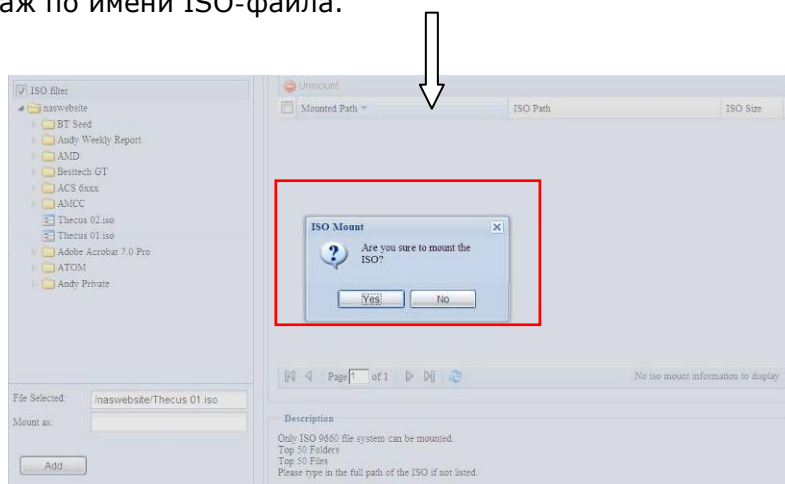 аж по имени ISO-файла.
ISO filter
naswebsite
BT Seed
Andy Weekly Report
AMD
Besttech GT
ACS 6xxx
AMCC
Thecus 02.iso
Thecus 01.iso
Adobe Acrobat 7.0 Pro
ATOM
Andy Private
File Selected: /naswebsite/Thecus 01.iso
Mount as:
Add
Unmount
Mounted Path ISO Path ISO Size
ISO Mount
Are you sure to mount the
ISO?
Yes No
Page 1 of 1 No iso mount information to display
Description
Only ISO 9660 file system can be mounted.
Top 50 Folders
Top 50 Files
Please type in the full path of the ISO if not listed.